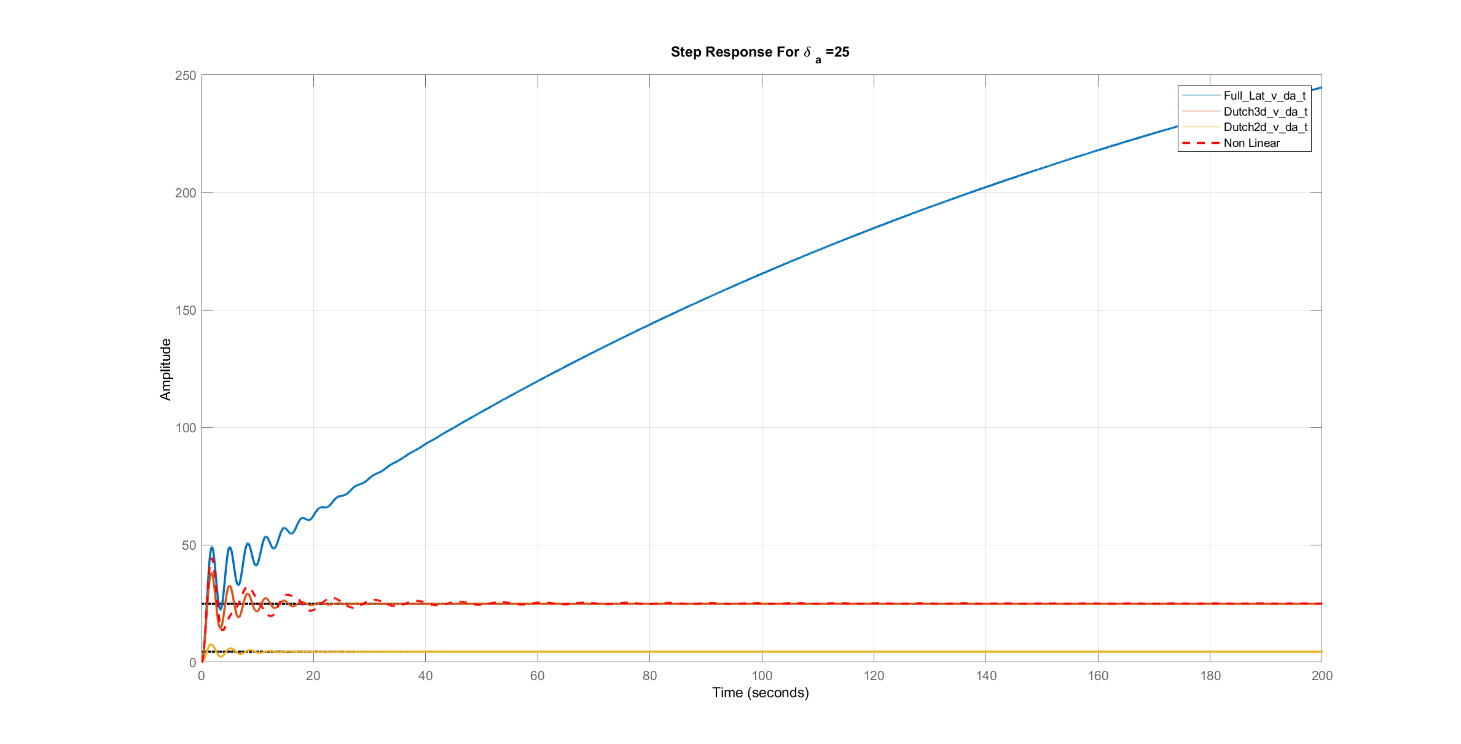 Step Response For δ a =25
250
200
150
100
50
0
Amplitude
Full_Lat_v_da_t
Dutch3d_v_da_t
Dutch2d_v_da_t
Non Linear
0 20 40 60 80 100 120 140 160 180 200
Time (seconds)